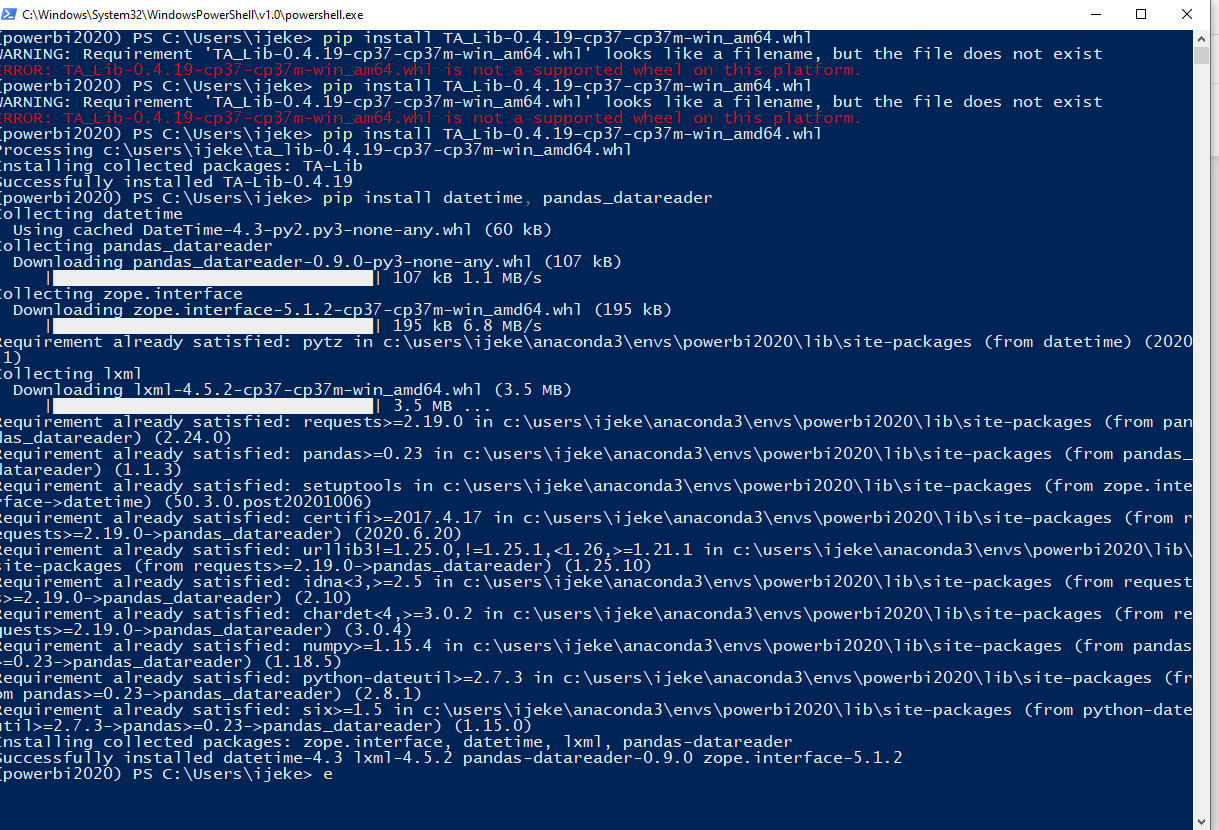 C:\Windows\System32\WindowsPowerShell\v1.0\powershell.exe
(powerbi2020) PS C:\Users\ijeke> pip install TA_Lib-0.4.19-cp37-cp37m-win_am64.whl
WARNING: Requirement 'TA_Lib-0.4.19-cp37-cp37m-win_am64.whl' looks like a filename, but the file does not exist
ERROR: TA_Lib-0.4.19-cp37-cp37m-win_am64.whl is not a supported wheel on this platform.
(powerbi2020) PS C:\Users\ijeke> pip install TA_Lib-0.4.19-cp37-cp37m-win_am64.whl
WARNING: Requirement 'TA_Lib-0.4.19-cp37-cp37m-win_am64.whl' looks like a filename, but the file does not exist
ERROR: TA_Lib-0.4.19-cp37-cp37m-win_am64.whl is not a supported wheel on this platform.
(powerbi2020) PS C:\Users\ijeke> pip install TA_Lib-0.4.19-cp37-cp37m-win_amd64.whl
Processing c:\users\ijeke\ta_lib-0.4.19-cp37-cp37m-win_amd64.whl
Installing collected packages: TA-Lib
Successfully installed TA-Lib-0.4.19
(powerbi2020) PS C:\Users\ijeke> pip install datetime, pandas_datareader
Collecting datetime
Using cached DateTime-4.3-py2.py3-none-any.whl (60 kB)
Collecting pandas_datareader
Downloading pandas_datareader-0.9.0-py3-none-any.whl (107 kB)
| | 107 kB 1.1 MB/s
Collecting zope.interface
Downloading zope.interface-5.1.2-cp37-cp37m-win_amd64.whl (195 kB)
| | 195 kB 6.8 MB/s
Requirement already satisfied: pytz in c:\users\ijeke\anaconda3\envs\powerbi2020\lib\site-packages (from datetime) (2020
.1)
Collecting lxml
Downloading lxml-4.5.2-cp37-cp37m-win_amd64.whl (3.5 MB)
| | 3.5 MB ...
Requirement already satisfied: requests>=2.19.0 in c:\users\ijeke\anaconda3\envs\powerbi2020\lib\site-packages (from pan
das_datareader) (2.24.0)
Requirement already satisfied: pandas>=0.23 in c:\users\ijeke\anaconda3\envs\powerbi2020\lib\site-packages (from pandas_
datareader) (1.1.3)
Requirement already satisfied: setuptools in c:\users\ijeke\anaconda3\envs\powerbi2020\lib\site-packages (from zope.inte
rface->datetime) (50.3.0.post20201006)
Requirement already satisfied: certifi>=2017.4.17 in c:\users\ijeke\anaconda3\envs\powerbi2020\lib\site-packages (from r
equests>=2.19.0->pandas_datareader) (2020.6.20)
Requirement already satisfied: urllib3!=1.25.0,!=1.25.1,<1.26,>=1.21.1 in c:\users\ijeke\anaconda3\envs\powerbi2020\lib\
site-packages (from requests>=2.19.0->pandas_datareader) (1.25.10)
Requirement already satisfied: idna<3,>=2.5 in c:\users\ijeke\anaconda3\envs\powerbi2020\lib\site-packages (from request
s>=2.19.0->pandas_datareader) (2.10)
Requirement already satisfied: chardet<4,>=3.0.2 in c:\users\ijeke\anaconda3\envs\powerbi2020\lib\site-packages (from re
quests>=2.19.0->pandas_datareader) (3.0.4)
Requirement already satisfied: numpy>=1.15.4 in c:\users\ijeke\anaconda3\envs\powerbi2020\lib\site-packages (from pandas
>=0.23->pandas_datareader) (1.18.5)
Requirement already satisfied: python-dateutil>=2.7.3 in c:\users\ijeke\anaconda3\envs\powerbi2020\lib\site-packages (fr
om pandas>=0.23->pandas_datareader) (2.8.1)
Requirement already satisfied: six>=1.5 in c:\users\ijeke\anaconda3\envs\powerbi2020\lib\site-packages (from python-date
util>=2.7.3->pandas>=0.23->pandas_datareader) (1.15.0)
Installing collected packages: zope.interface, datetime, lxml, pandas-datareader
Successfully installed datetime-4.3 lxml-4.5.2 pandas-datareader-0.9.0 zope.interface-5.1.2
(powerbi2020) PS C:\Users\ijeke> e